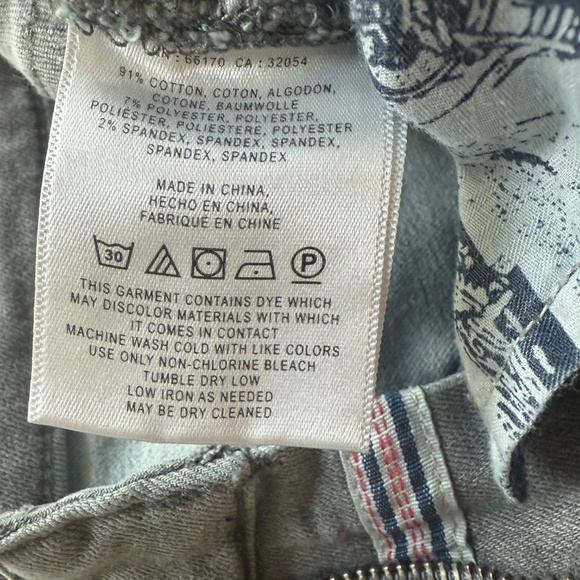 N : 66170 CA : 32054
91% COTTON, COTON, ALGODÓN,
COTONE, BAUMWOLLE
7% POLYESTER, POLYESTER,
POLIÉSTER, POLIESTERE, POLYESTER
2% SPANDEX, SPANDEX, SPANDEX,
SPANDEX, SPANDEX
MADE IN CHINA,
HECHO EN CHINA,
FABRIQUÉ EN CHINE
30 P
THIS GARMENT CONTAINS DYE WHICH
MAY DISCOLOR MATERIALS WITH WHICH
IT COMES IN CONTACT
MACHINE WASH COLD WITH LIKE COLORS
USE ONLY NON-CHLORINE BLEACH
TUMBLE DRY LOW
LOW IRON AS NEEDED
MAY BE DRY CLEANED